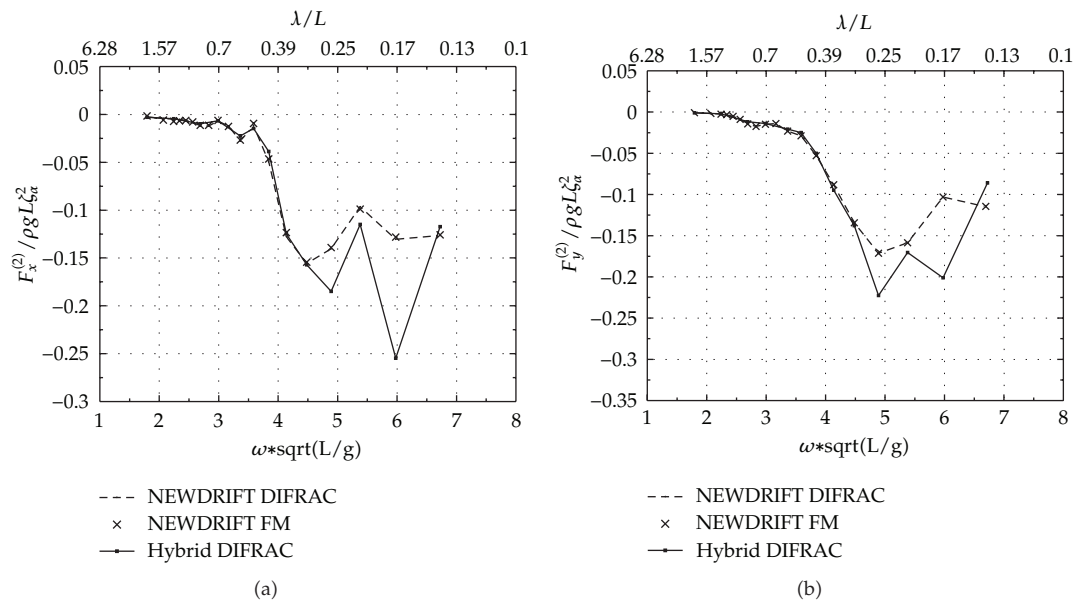 λ/L
6.28 1.57 0.7 0.39 0.25 0.17 0.13 0.1
0.05
0
−0.05
−0.1
−0.15
−0.2
−0.25
−0.3
F_x^(2)/ρgLζ_α^2
1 2 3 4 5 6 7 8
ω*sqrt(L/g)
NEWDRIFT DIFRAC
NEWDRIFT FM
Hybrid DIFRAC
(a)
λ/L
6.28 1.57 0.7 0.39 0.25 0.17 0.13 0.1
0.05
0
−0.05
−0.1
−0.15
−0.2
−0.25
−0.3
−0.35
F_y^(2)/ρgLζ_α^2
1 2 3 4 5 6 7 8
ω*sqrt(L/g)
NEWDRIFT DIFRAC
NEWDRIFT FM
Hybrid DIFRAC
(b)